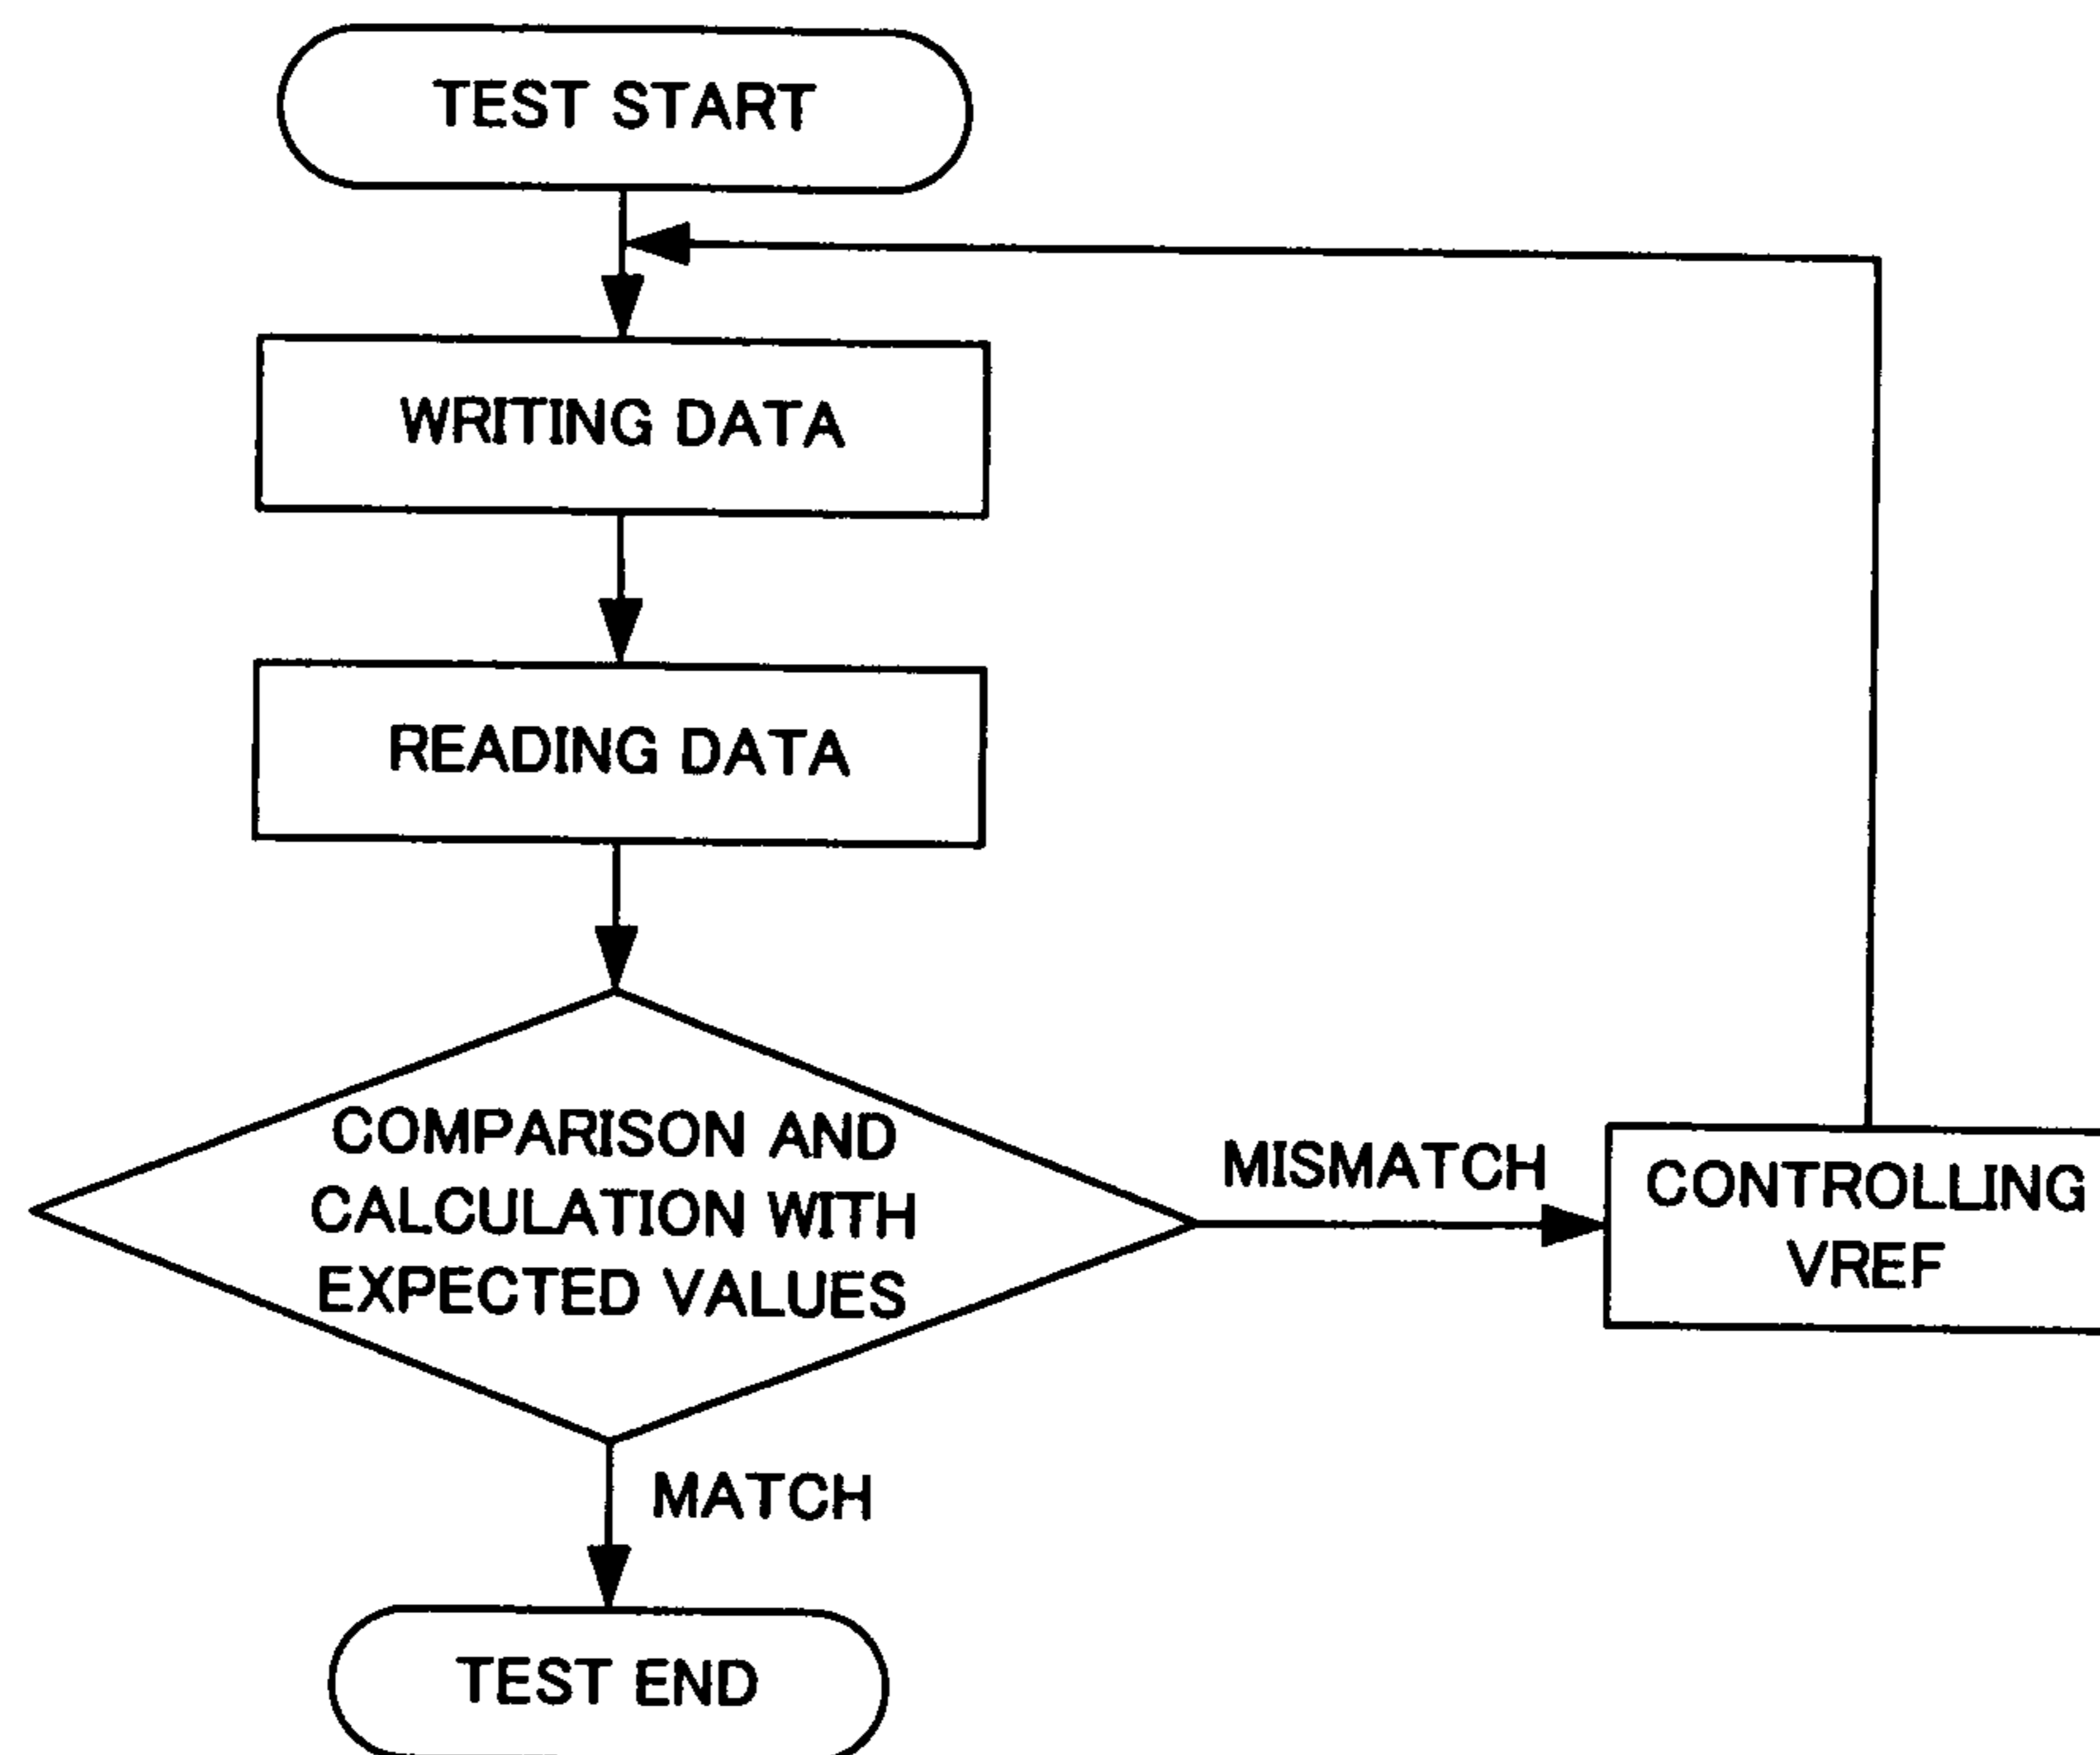 TEST START
WRITING DATA
READING DATA
COMPARISON AND
CALCULATION WITH
EXPECTED VALUES
MISMATCH
CONTROLLING
VREF
MATCH
TEST END